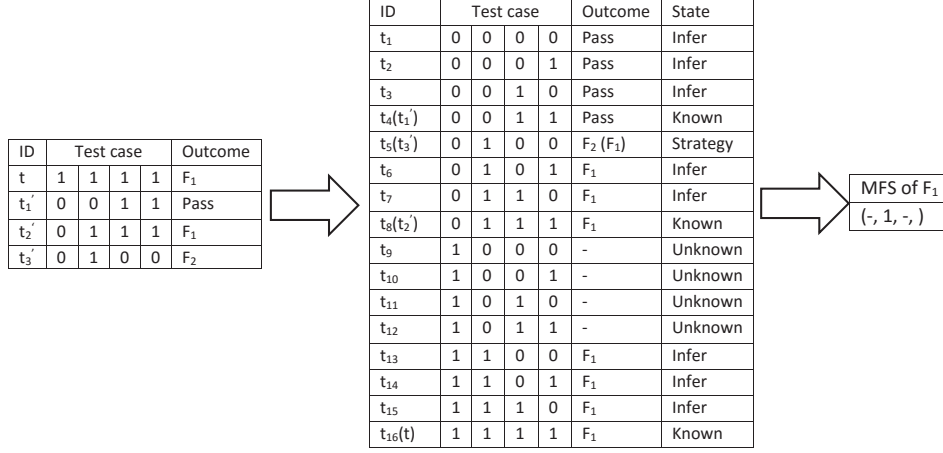 ID Test case Outcome
t 1 1 1 1 F₁
t₁′ 0 0 1 1 Pass
t₂′ 0 1 1 1 F₁
t₃′ 0 1 0 0 F₂
ID Test case Outcome State
t₁ 0 0 0 0 Pass Infer
t₂ 0 0 0 1 Pass Infer
t₃ 0 0 1 0 Pass Infer
t₄(t₁′) 0 0 1 1 Pass Known
t₅(t₃′) 0 1 0 0 F₂ (F₁) Strategy
t₆ 0 1 0 1 F₁ Infer
t₇ 0 1 1 0 F₁ Infer
t₈(t₂′) 0 1 1 1 F₁ Known
t₉ 1 0 0 0 - Unknown
t₁₀ 1 0 0 1 - Unknown
t₁₁ 1 0 1 0 - Unknown
t₁₂ 1 0 1 1 - Unknown
t₁₃ 1 1 0 0 F₁ Infer
t₁₄ 1 1 0 1 F₁ Infer
t₁₅ 1 1 1 0 F₁ Infer
t₁₆(t) 1 1 1 1 F₁ Known
MFS of F₁
(-, 1, -, )